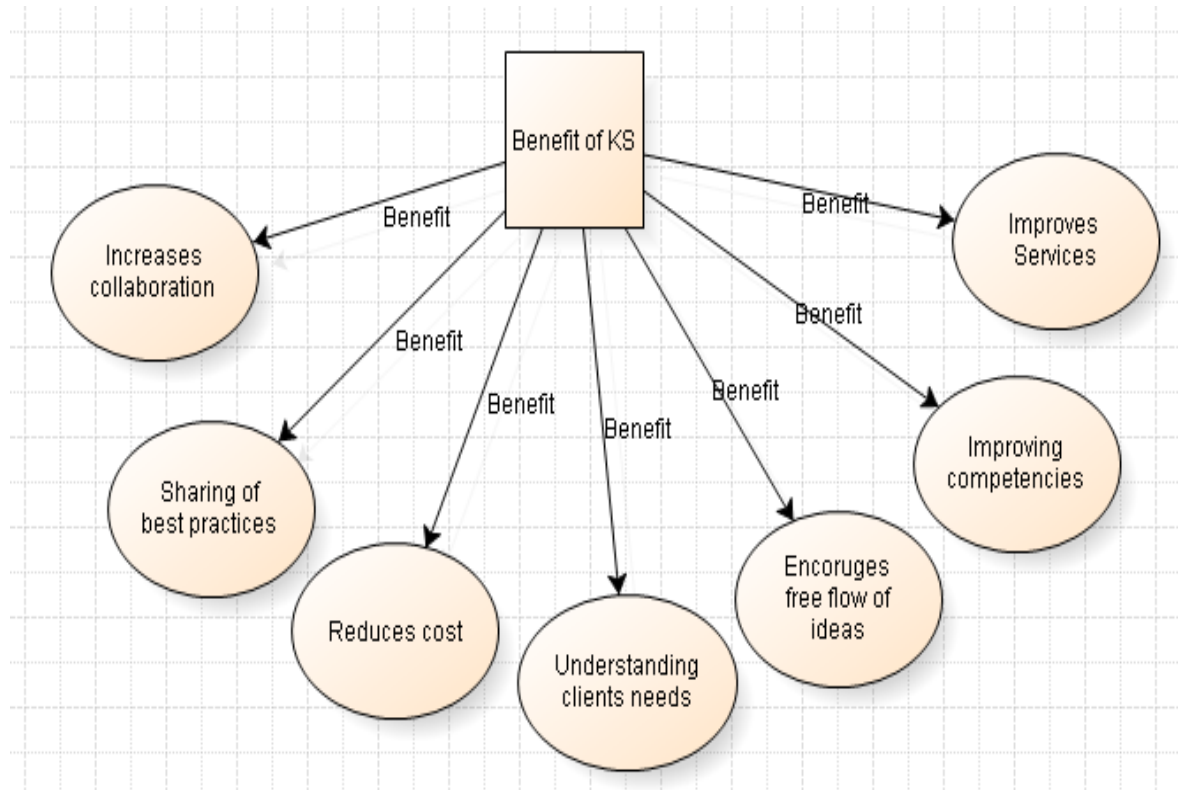 Benefit of KS
Benefit
Benefit
Benefit
Benefit
Benefit
Benefit
Benefit
Increases
collaboration
Sharing of
best practices
Reduces cost
Understanding
clients needs
Encoruges
free flow of
ideas
Improving
competencies
Improves
Services